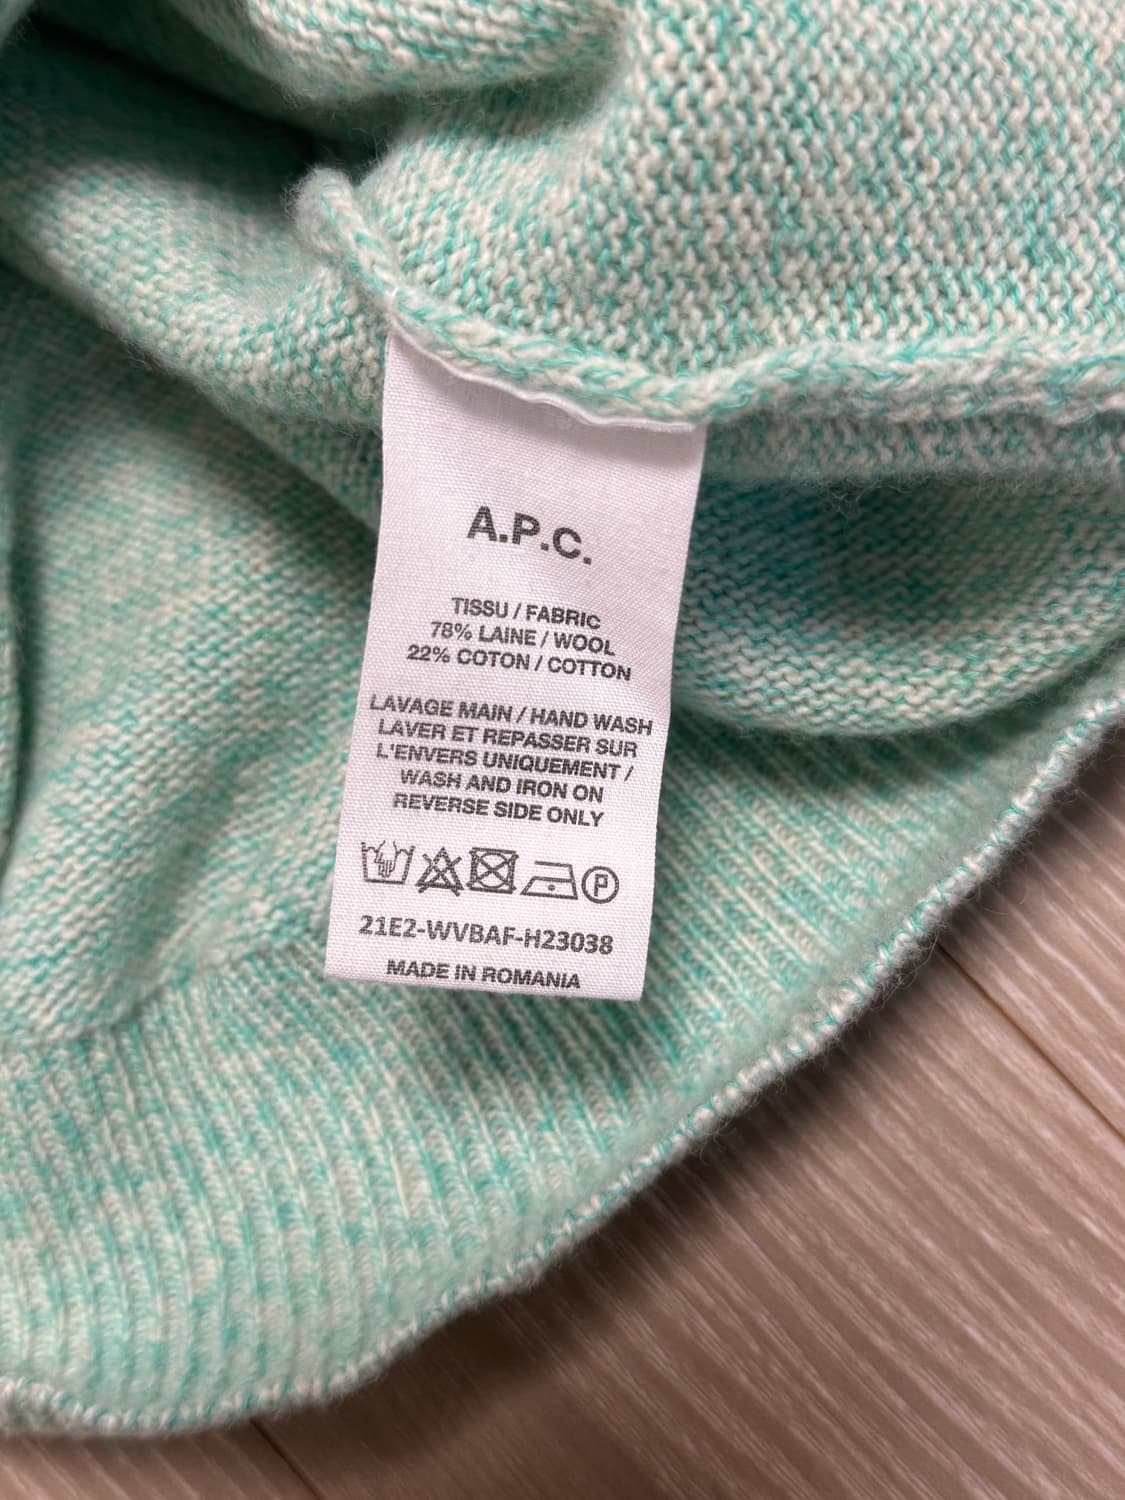 A.P.C.
TISSU / FABRIC
78% LAINE / WOOL
22% COTON / COTTON
LAVAGE MAIN / HAND WASH
LAVER ET REPASSER SUR
L'ENVERS UNIQUEMENT /
WASH AND IRON ON
REVERSE SIDE ONLY
P
21E2-WVBAF-H23038
MADE IN ROMANIA